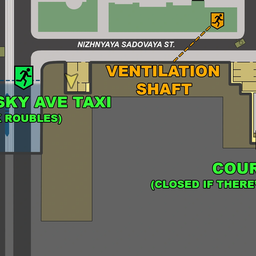 NIZHNYAYA SADOVAYA ST.
VENTILATION
SHAFT
SKY AVE TAXI
ROUBLES)
COUR
(CLOSED IF THERE